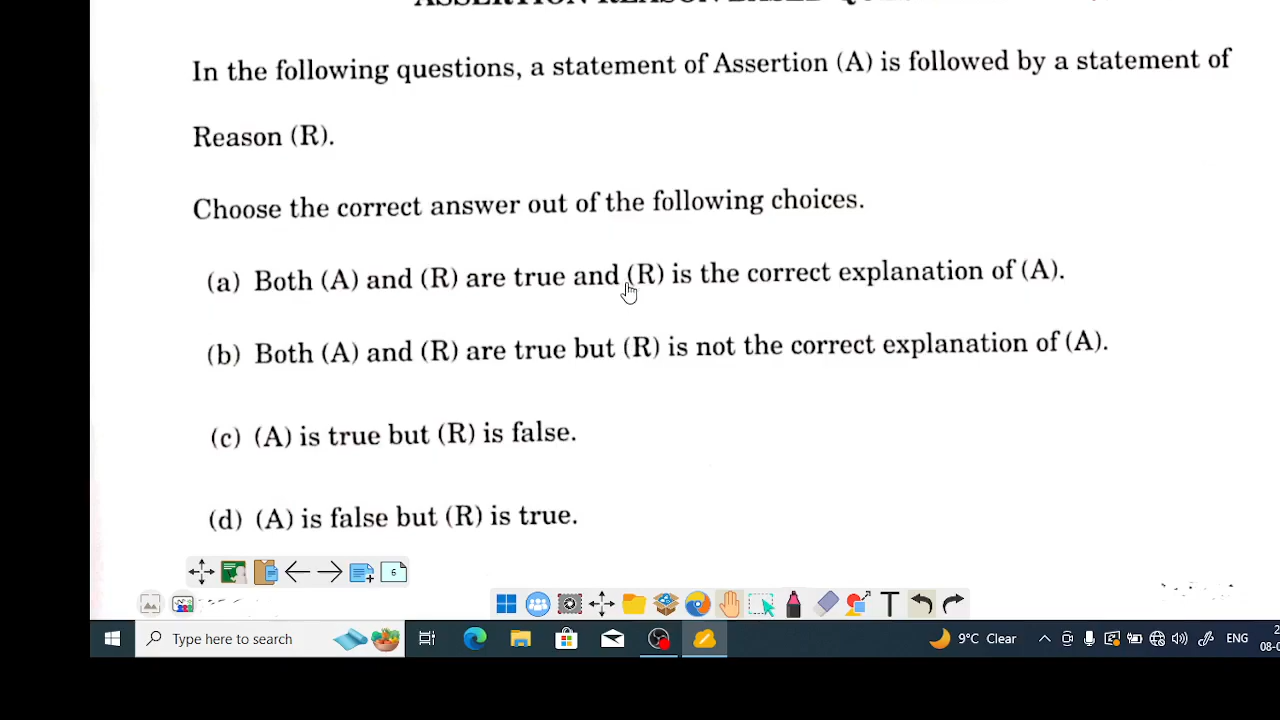 In the following questions, a statement of Assertion (A) is followed by a statement of
Reason (R).
Choose the correct answer out of the following choices.
(a) Both (A) and (R) are true and (R) is the correct explanation of (A).
(b) Both (A) and (R) are true but (R) is not the correct explanation of (A).
(c) (A) is true but (R) is false.
(d) (A) is false but (R) is true.
6
T
Type here to search
9°C Clear
ENG